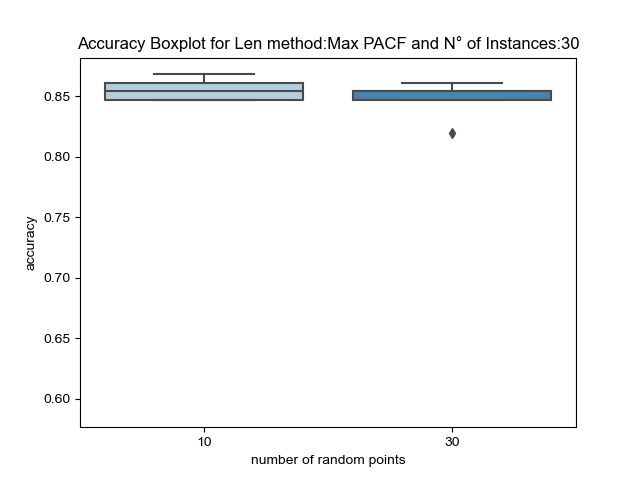 Accuracy Boxplot for Len method:Max PACF and N° of Instances:30
0.85
0.80
0.75
0.70
0.65
0.60
accuracy
10 30
number of random points